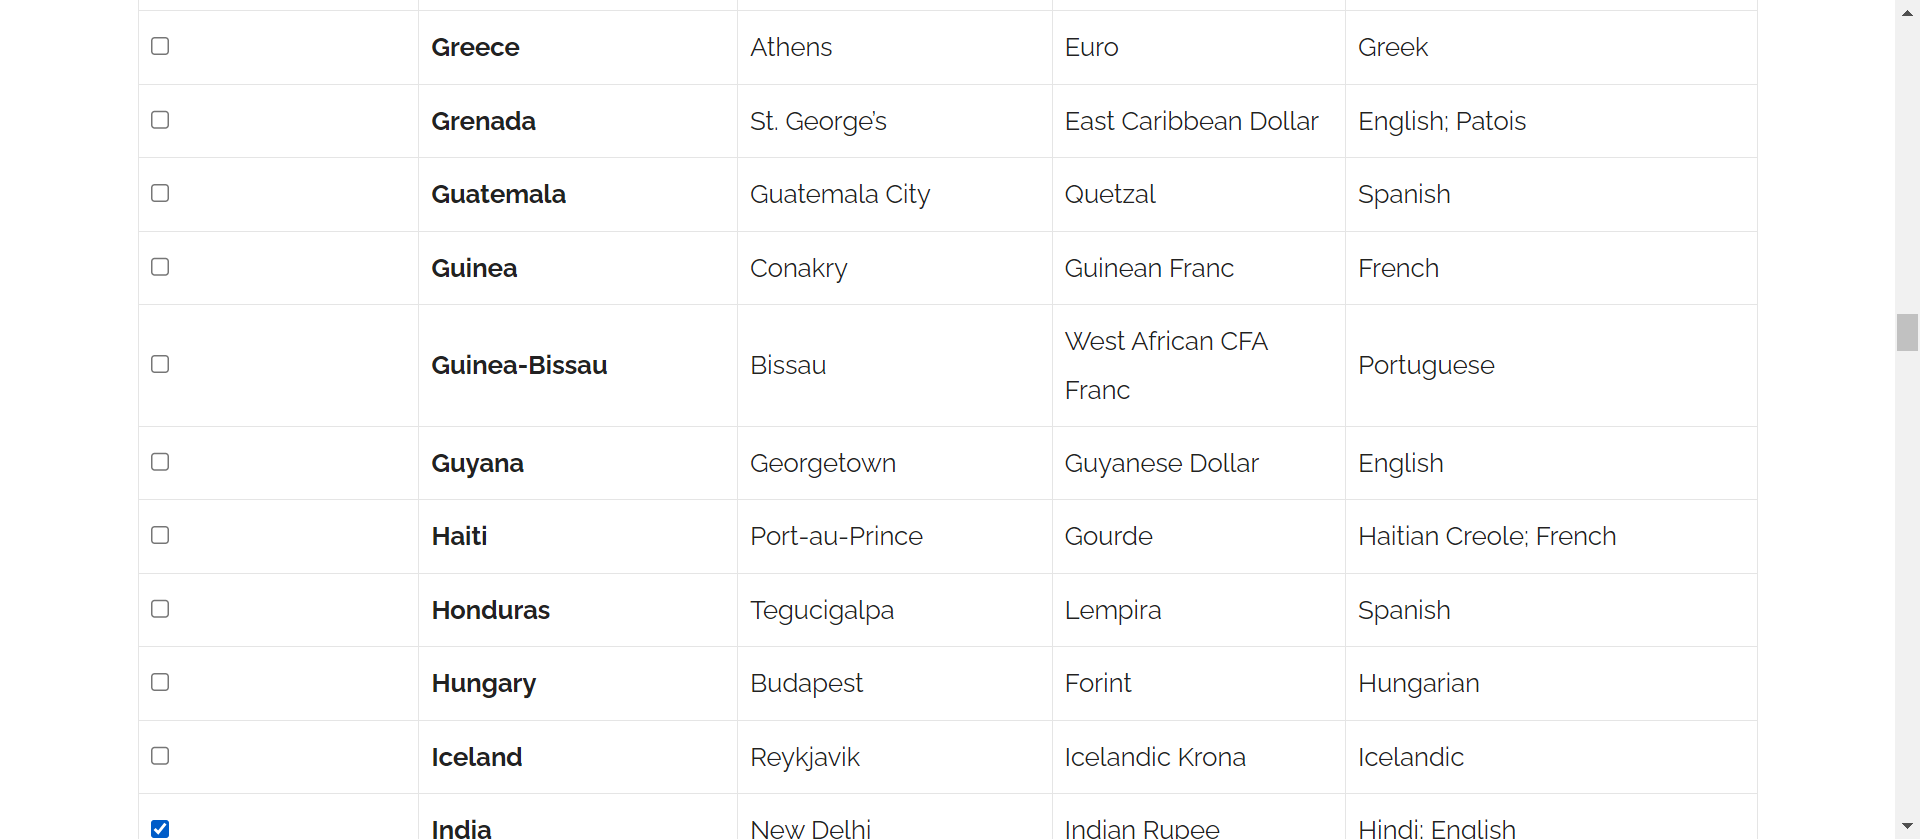 Greece Athens Euro Greek
Grenada St. George’s East Caribbean Dollar English; Patois
Guatemala Guatemala City Quetzal Spanish
Guinea Conakry Guinean Franc French
Guinea-Bissau Bissau West African CFA Franc Portuguese
Guyana Georgetown Guyanese Dollar English
Haiti Port-au-Prince Gourde Haitian Creole; French
Honduras Tegucigalpa Lempira Spanish
Hungary Budapest Forint Hungarian
Iceland Reykjavik Icelandic Krona Icelandic
India New Delhi Indian Rupee Hindi; English